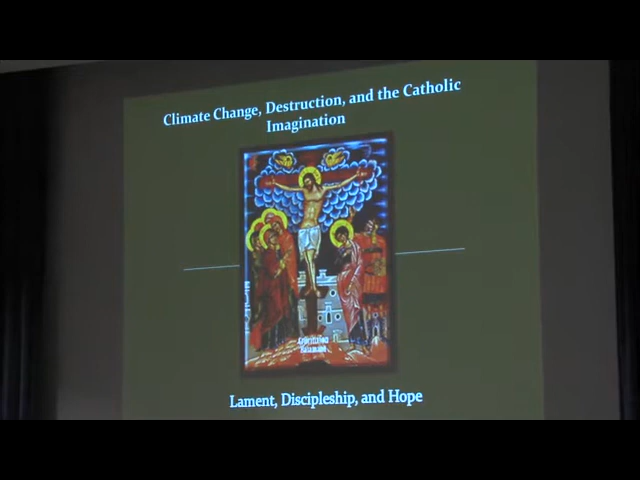 Climate Change, Destruction, and the Catholic
Imagination
Lament, Discipleship, and Hope